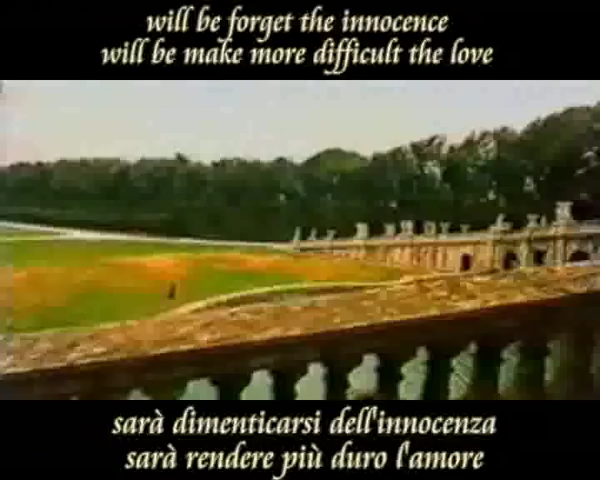 will be forget the innocence
will be make more difficult the love
sarà dimenticarsi dell'innocenza
sarà rendere più duro l'amore